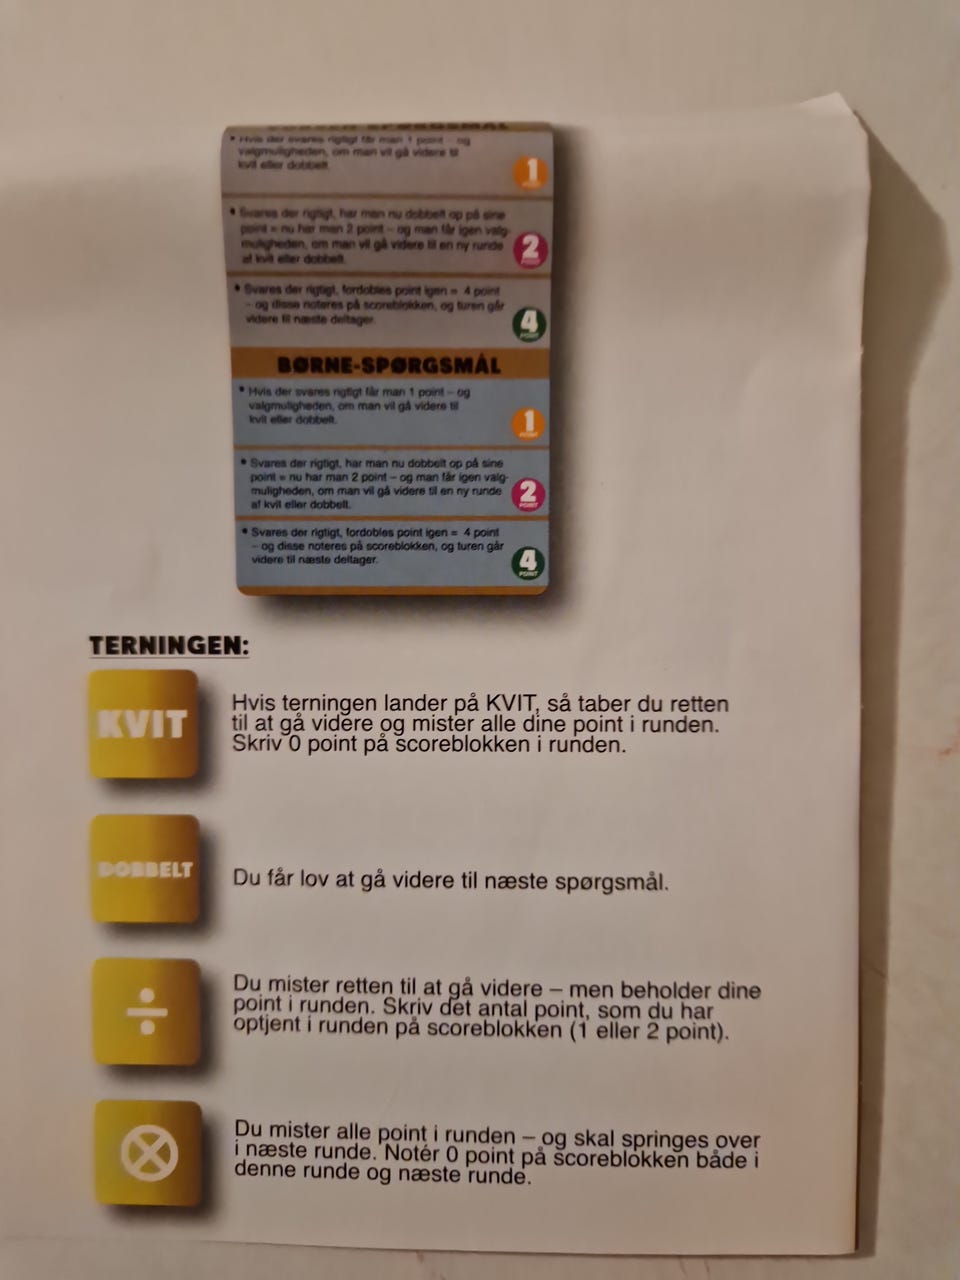 VOKSEN-SPØRGSMÅL
• Hvis der svares rigtigt får man 1 point – og
valgmuligheden, om man vil gå videre til
kvit eller dobbelt.
1
• Svares der rigtigt, har man nu dobbelt op på sine
point = nu har man 2 point – og man får igen valg-
muligheden, om man vil gå videre til en ny runde
af kvit eller dobbelt.
2
POINT
• Svares der rigtigt, fordobles point igen = 4 point
– og disse noteres på scoreblokken, og turen går
videre til næste deltager.
4
POINT
BØRNE-SPØRGSMÅL
• Hvis der svares rigtigt får man 1 point – og
valgmuligheden, om man vil gå videre til
kvit eller dobbelt.
1
POINT
• Svares der rigtigt, har man nu dobbelt op på sine
point = nu har man 2 point – og man får igen valg-
muligheden, om man vil gå videre til en ny runde
af kvit eller dobbelt.
2
POINT
• Svares der rigtigt, fordobles point igen = 4 point
– og disse noteres på scoreblokken, og turen går
videre til næste deltager.
4
POINT
TERNINGEN:
KVIT
Hvis terningen lander på KVIT, så taber du retten
til at gå videre og mister alle dine point i runden.
Skriv 0 point på scoreblokken i runden.
DOBBELT
Du får lov at gå videre til næste spørgsmål.
÷
Du mister retten til at gå videre – men beholder dine
point i runden. Skriv det antal point, som du har
optjent i runden på scoreblokken (1 eller 2 point).
Du mister alle point i runden – og skal springes over
i næste runde. Notér 0 point på scoreblokken både i
denne runde og næste runde.